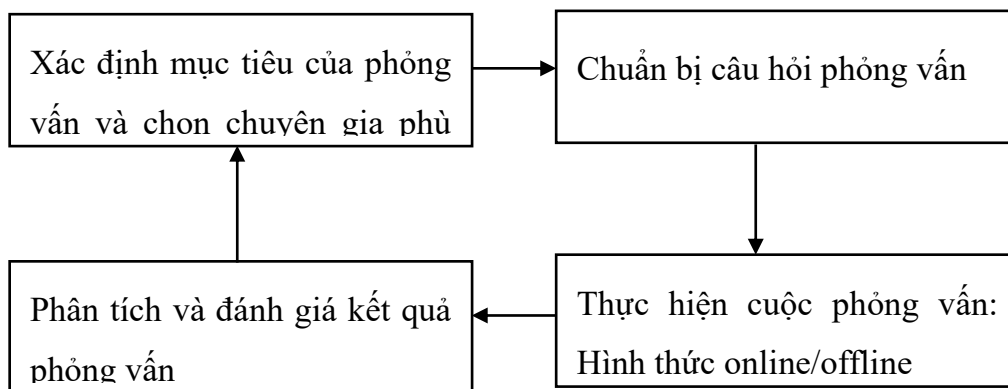 Xác định mục tiêu của phỏng
vấn và chọn chuyên gia phù
Chuẩn bị câu hỏi phỏng vấn
Thực hiện cuộc phỏng vấn:
Hình thức online/offline
Phân tích và đánh giá kết quả
phỏng vấn